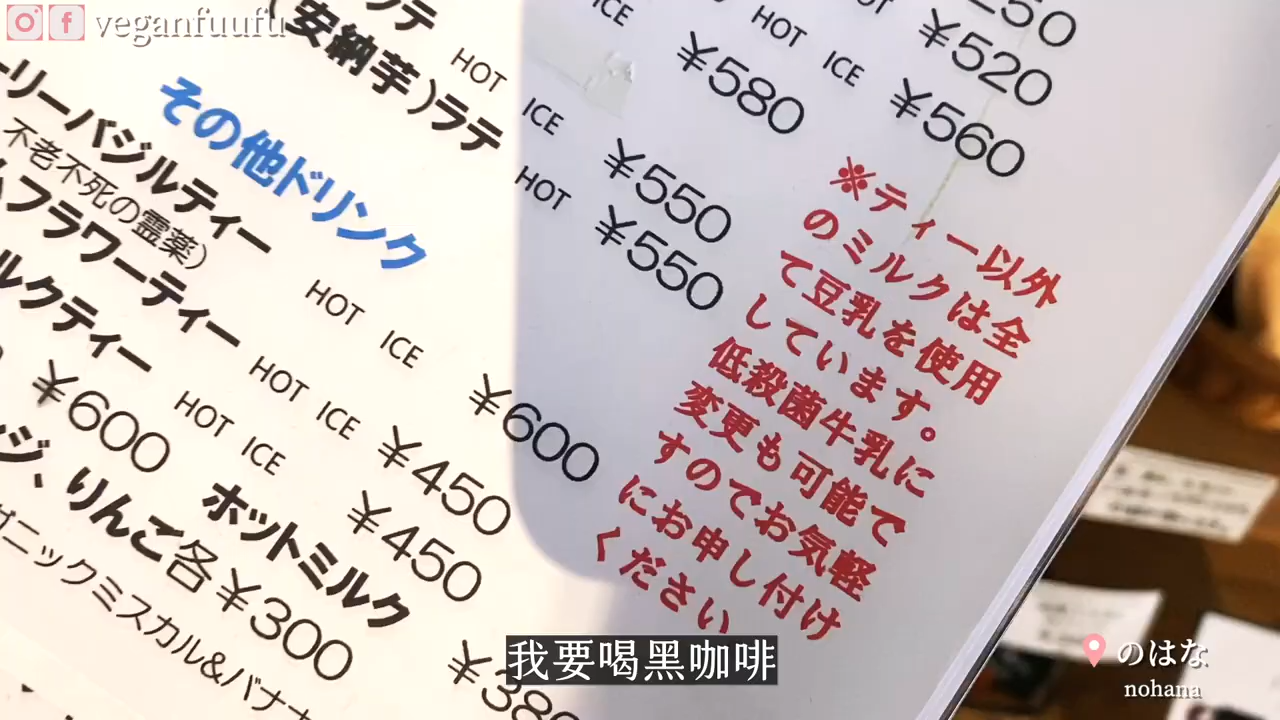 veganfuufu
ラテ
(安納芋)ラテ
HOT
ICE
HOT
ICE
HOT
ICE
¥580
¥550
¥550
¥520
¥560
その他ドリンク
ーリーバジルティー
不老不死の霊薬)
HOT ICE ¥600
フラワーティー
HOT ICE ¥450
ルクティー
HOT ICE ¥450
¥600
ホットミルク
ジ、りんご各¥300
ガニックミスカル&バナナ
※ティー以外
のミルクは全
て豆乳を使用
しています。
低殺菌牛乳に
変更も可能で
すのでお気軽
にお申し付け
ください
我要喝黑咖啡
のはな
nohana